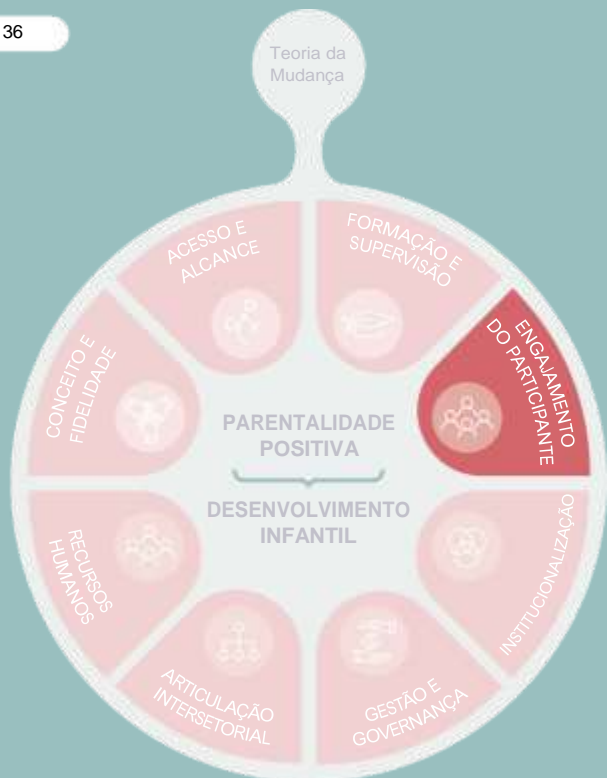 36
Teoria da
Mudança
ACESSO E
ALCANCE
FORMAÇÃO E
SUPERVISÃO
ENGAJAMENTO
DO PARTICIPANTE
CONCEITO E
FIDELIDADE
PARENTALIDADE
POSITIVA
DESENVOLVIMENTO
INFANTIL
RECURSOS
HUMANOS
INSTITUCIONALIZAÇÃO
ARTICULAÇÃO
INTERSETORIAL
GESTÃO E
GOVERNANÇA